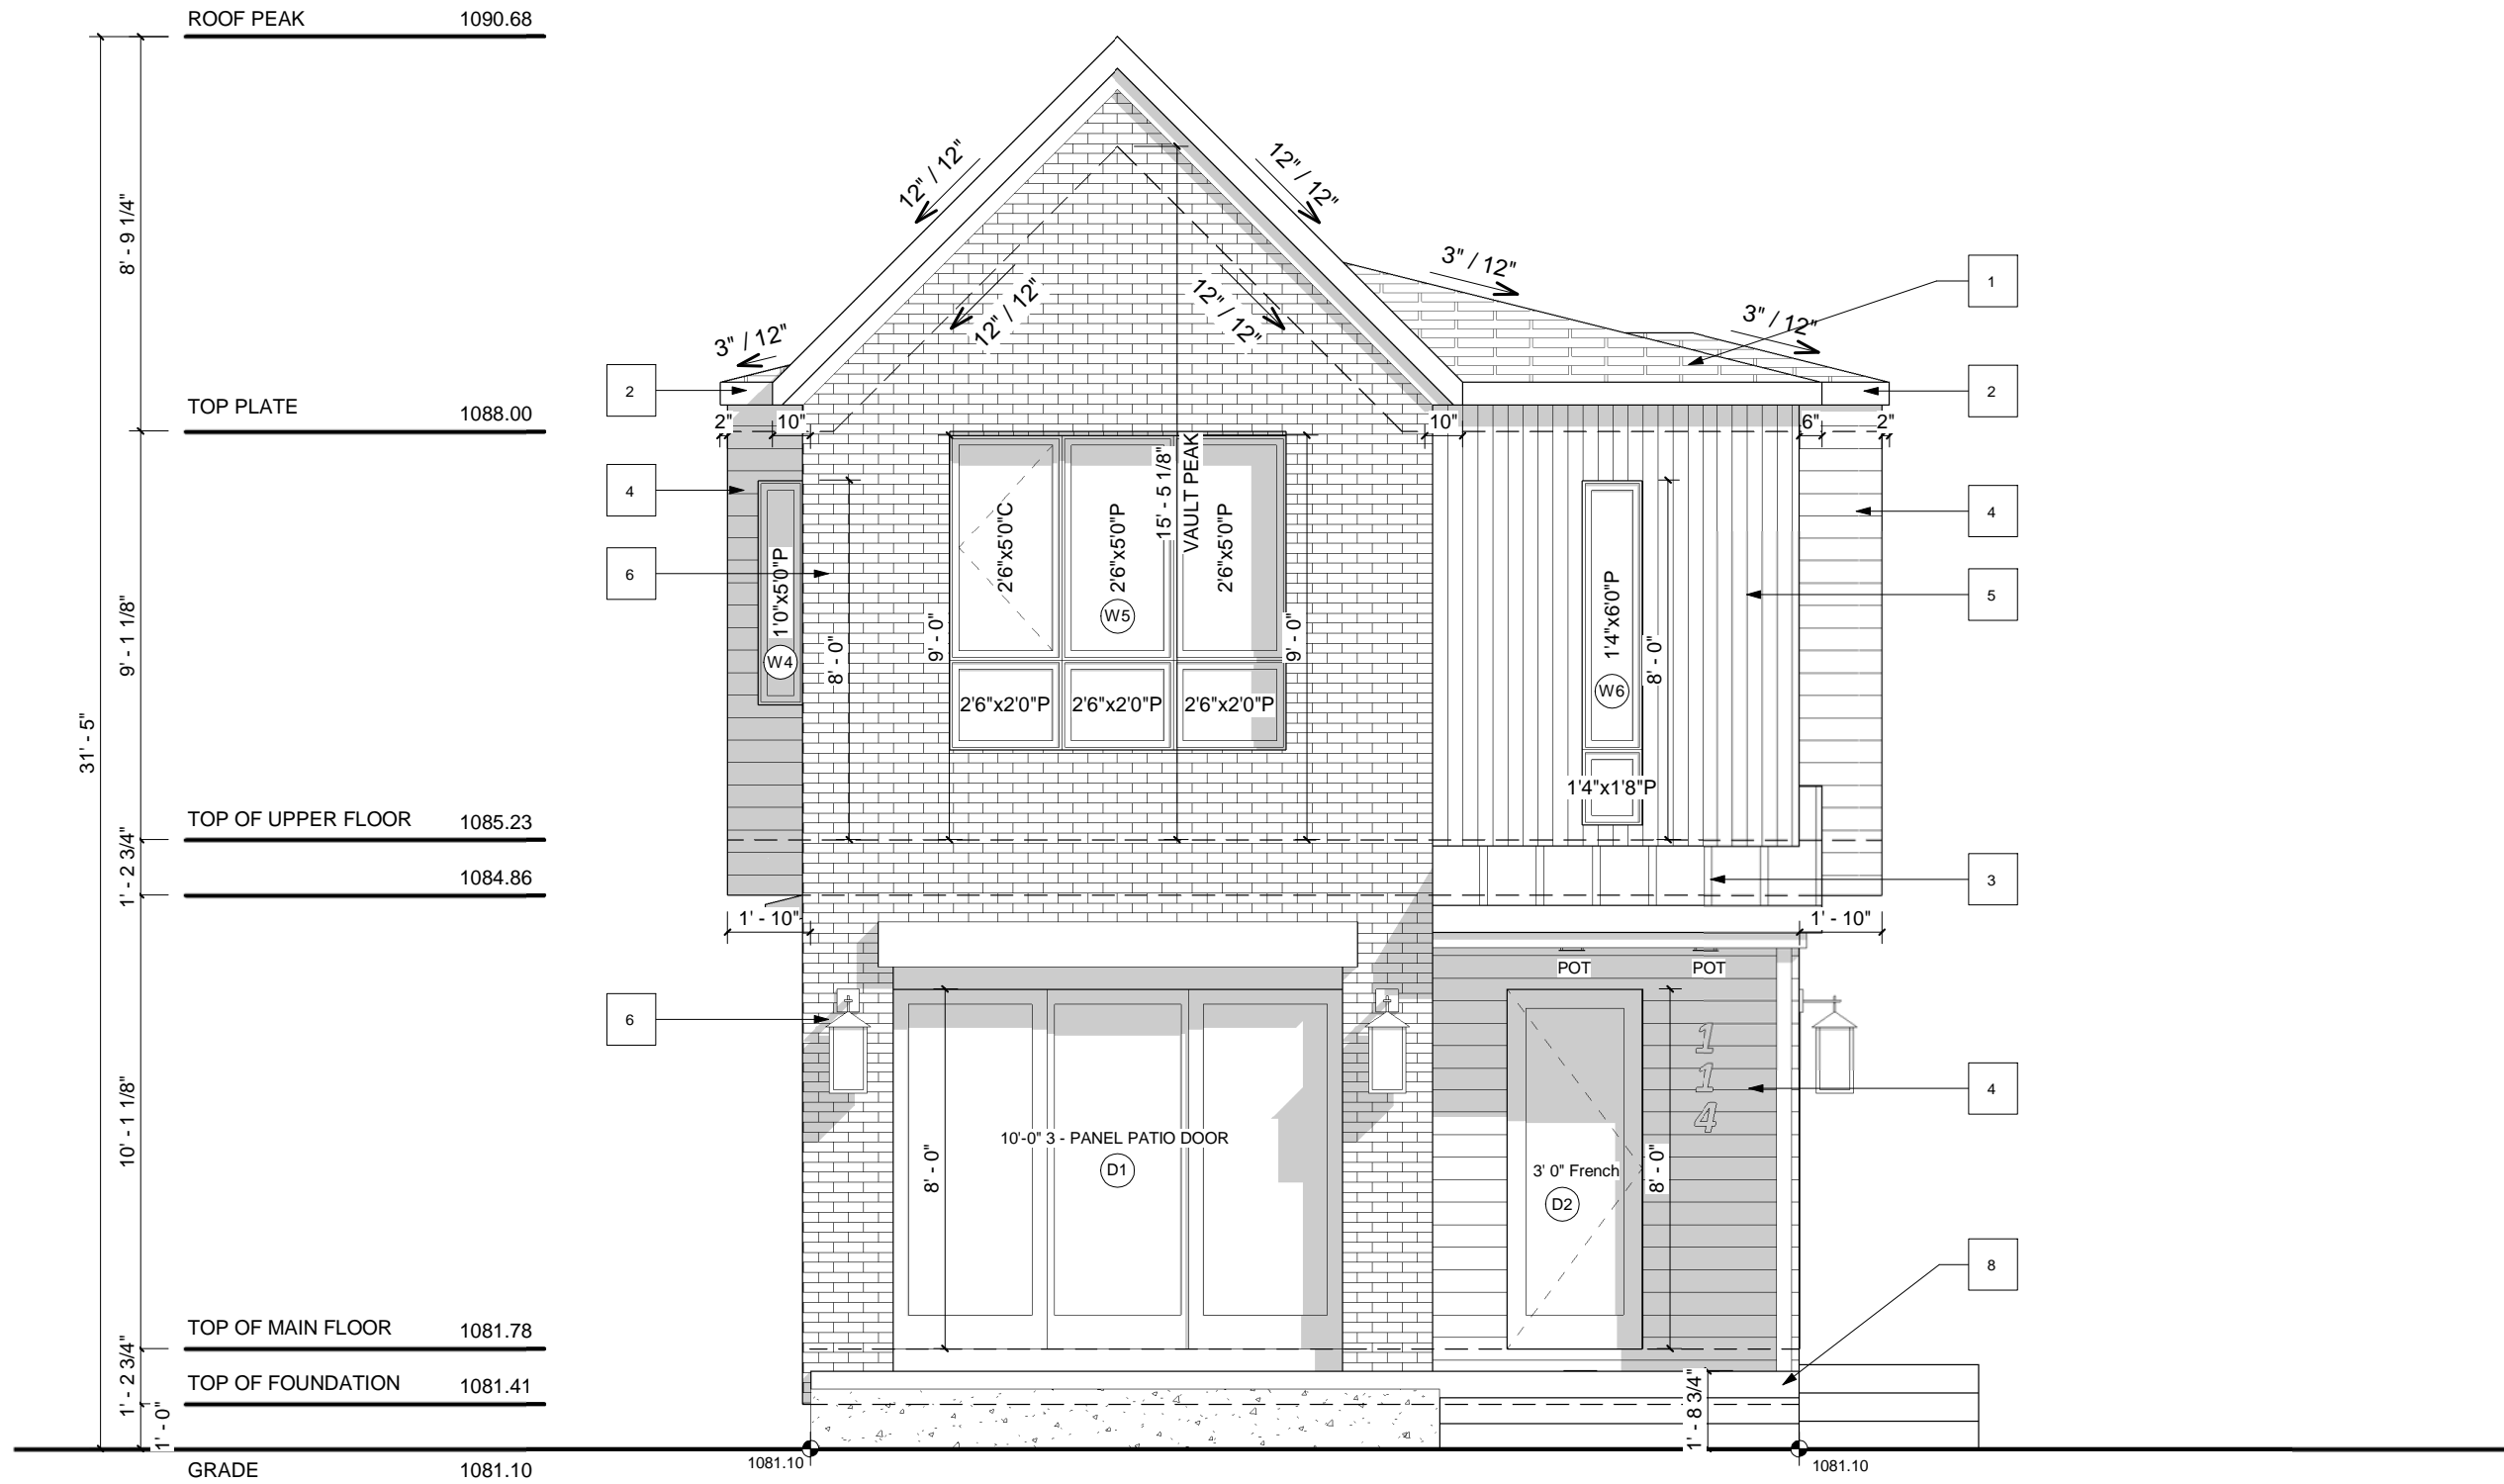 ROOF PEAK 1090.68
12" / 12"
12" / 12"
8' - 9 1/4"
3" / 12"
1
12" / 12"
12" / 12"
3" / 12"
3" / 12"
2
2
TOP PLATE 1088.00
2"
10"
10"
6"
2"
15' - 5 1/8"
VAULT PEAK
4
4
2'6"x5'0"C
2'6"x5'0"P
2'6"x5'0"P
6
1'0"x5'0"P
1'4"x6'0"P
5
W5
9' - 1 1/8"
9' - 0"
9' - 0"
W4
8' - 0"
8' - 0"
W6
2'6"x2'0"P
2'6"x2'0"P
2'6"x2'0"P
31' - 5"
1'4"x1'8"P
TOP OF UPPER FLOOR 1085.23
1' - 2 3/4"
1084.86
3
1' - 10"
1' - 10"
POT
POT
6
1
1
4
4
10' - 1 1/8"
10'-0" 3 - PANEL PATIO DOOR
D1
8' - 0"
3' 0" French
D2
8' - 0"
8
TOP OF MAIN FLOOR 1081.78
1' - 2 3/4"
TOP OF FOUNDATION 1081.41
1' - 0"
1' - 8 3/4"
GRADE 1081.10
1081.10
1081.10